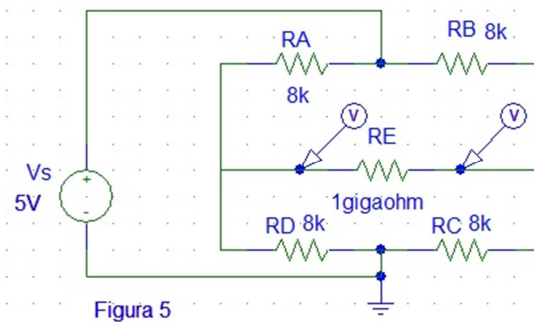 RA
RB 8k
8k
V
V
RE
Vs
+
5V
-
1gigaohm
RD 8k
RC 8k
Figura 5